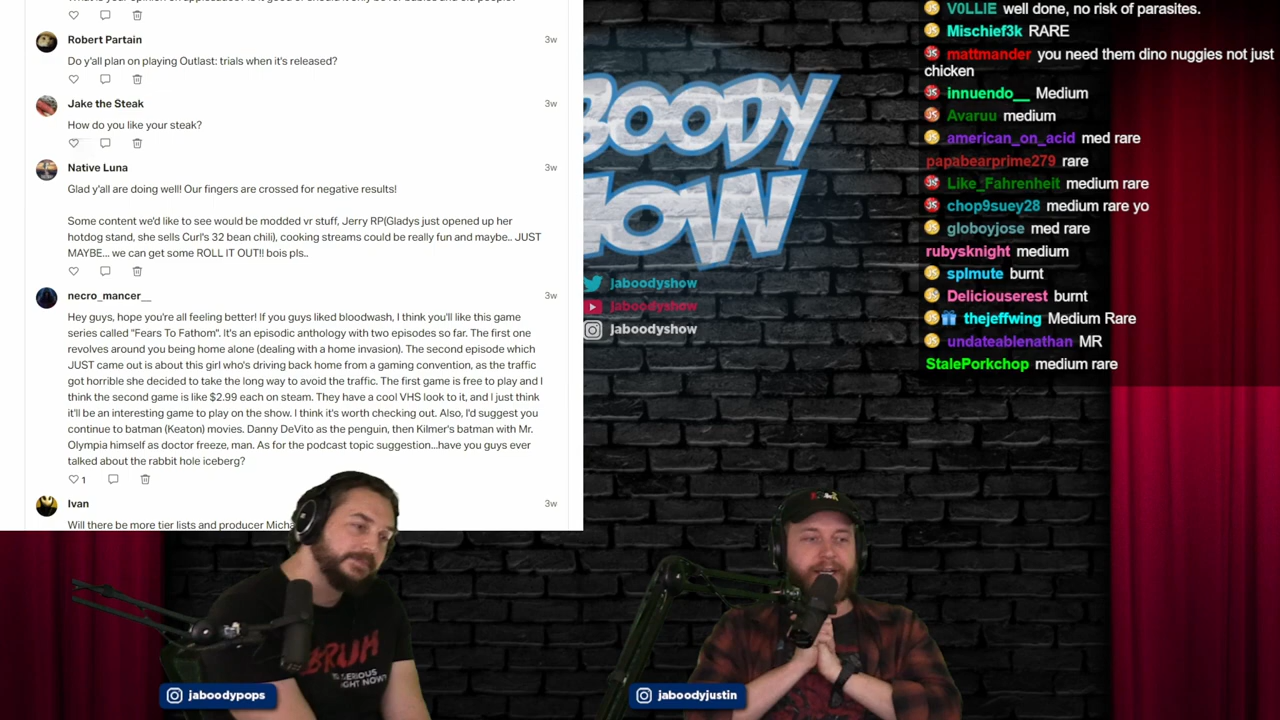 Robert Partain
3w
Do y'all plan on playing Outlast: trials when it's released?
Jake the Steak
3w
How do you like your steak?
Native Luna
3w
Glad y'all are doing well! Our fingers are crossed for negative results!
Some content we'd like to see would be modded vr stuff, Jerry RP(Gladys just opened up her
hotdog stand, she sells Curl's 32 bean chili), cooking streams could be really fun and maybe.. JUST
MAYBE... we can get some ROLL IT OUT!! bois pls..
necro_mancer__
3w
Hey guys, hope you're all feeling better! If you guys liked bloodwash, I think you'll like this game
series called "Fears To Fathom". It's an episodic anthology with two episodes so far. The first one
revolves around you being home alone (dealing with a home invasion). The second episode which
JUST came out is about this girl who's driving back home from a gaming convention, as the traffic
got horrible she decided to take the long way to avoid the traffic. The first game is free to play and I
think the second game is like $2.99 each on steam. They have a cool VHS look to it, and I just think
it'll be an interesting game to play on the show. I think it's worth checking out. Also, I'd suggest you
continue to batman (Keaton) movies. Danny DeVito as the penguin, then Kilmer's batman with Mr.
Olympia himself as doctor freeze, man. As for the podcast topic suggestion...have you guys ever
talked about the rabbit hole iceberg?
1
Ivan
3w
Will there be more tier lists and producer Micha
BOODY
HOW
jaboodyshow
jaboodyshow
jaboodyshow
V0LLIE well done, no risk of parasites.
Mischief3k RARE
mattmander you need them dino nuggies not just
chicken
innuendo__ Medium
Avaruu medium
american_on_acid med rare
papabearprime279 rare
Like_Fahrenheit medium rare
chop9suey28 medium rare yo
globoyjose med rare
rubysknight medium
splmute burnt
Deliciouserest burnt
thejeffwing Medium Rare
undateablenathan MR
StalePorkchop medium rare
BRUH
SERIOUS
RIGHT NOW?
jaboodypops
jaboodyjustin